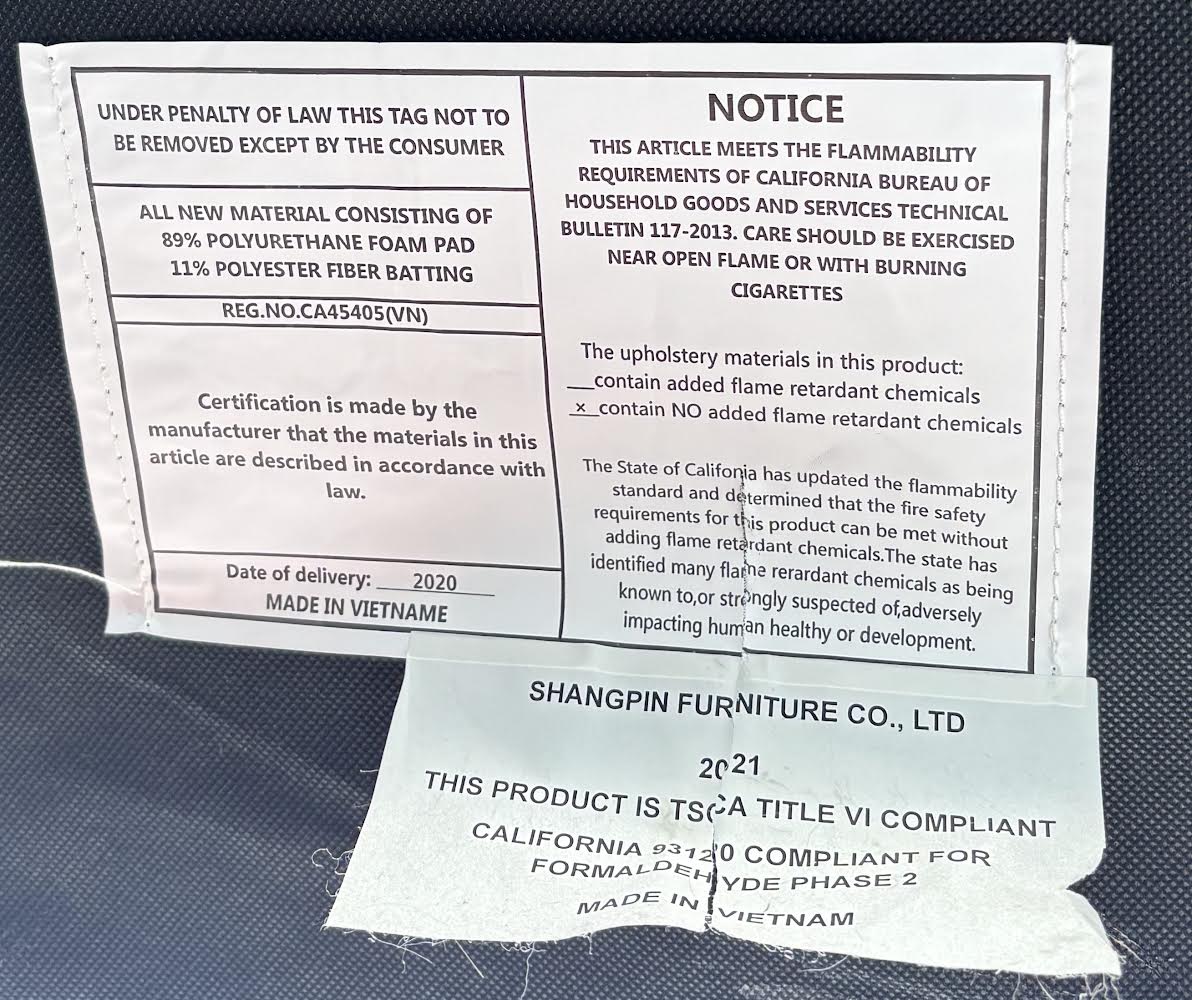 UNDER PENALTY OF LAW THIS TAG NOT TO
BE REMOVED EXCEPT BY THE CONSUMER
ALL NEW MATERIAL CONSISTING OF
89% POLYURETHANE FOAM PAD
11% POLYESTER FIBER BATTING
REG.NO.CA45405(VN)
Certification is made by the
manufacturer that the materials in this
article are described in accordance with
law.
Date of delivery: 2020
MADE IN VIETNAME
NOTICE
THIS ARTICLE MEETS THE FLAMMABILITY
REQUIREMENTS OF CALIFORNIA BUREAU OF
HOUSEHOLD GOODS AND SERVICES TECHNICAL
BULLETIN 117-2013. CARE SHOULD BE EXERCISED
NEAR OPEN FLAME OR WITH BURNING
CIGARETTES
The upholstery materials in this product:
__contain added flame retardant chemicals
_x_contain NO added flame retardant chemicals
The State of Califonia has updated the flammability
standard and determined that the fire safety
requirements for this product can be met without
adding flame retardant chemicals.The state has
identified many flame rerardant chemicals as being
known to,or strongly suspected of,adversely
impacting human healthy or development.
SHANGPIN FURNITURE CO., LTD
2021
THIS PRODUCT IS TSCA TITLE VI COMPLIANT
CALIFORNIA 93120 COMPLIANT FOR
FORMALDEHYDE PHASE 2
MADE IN VIETNAM